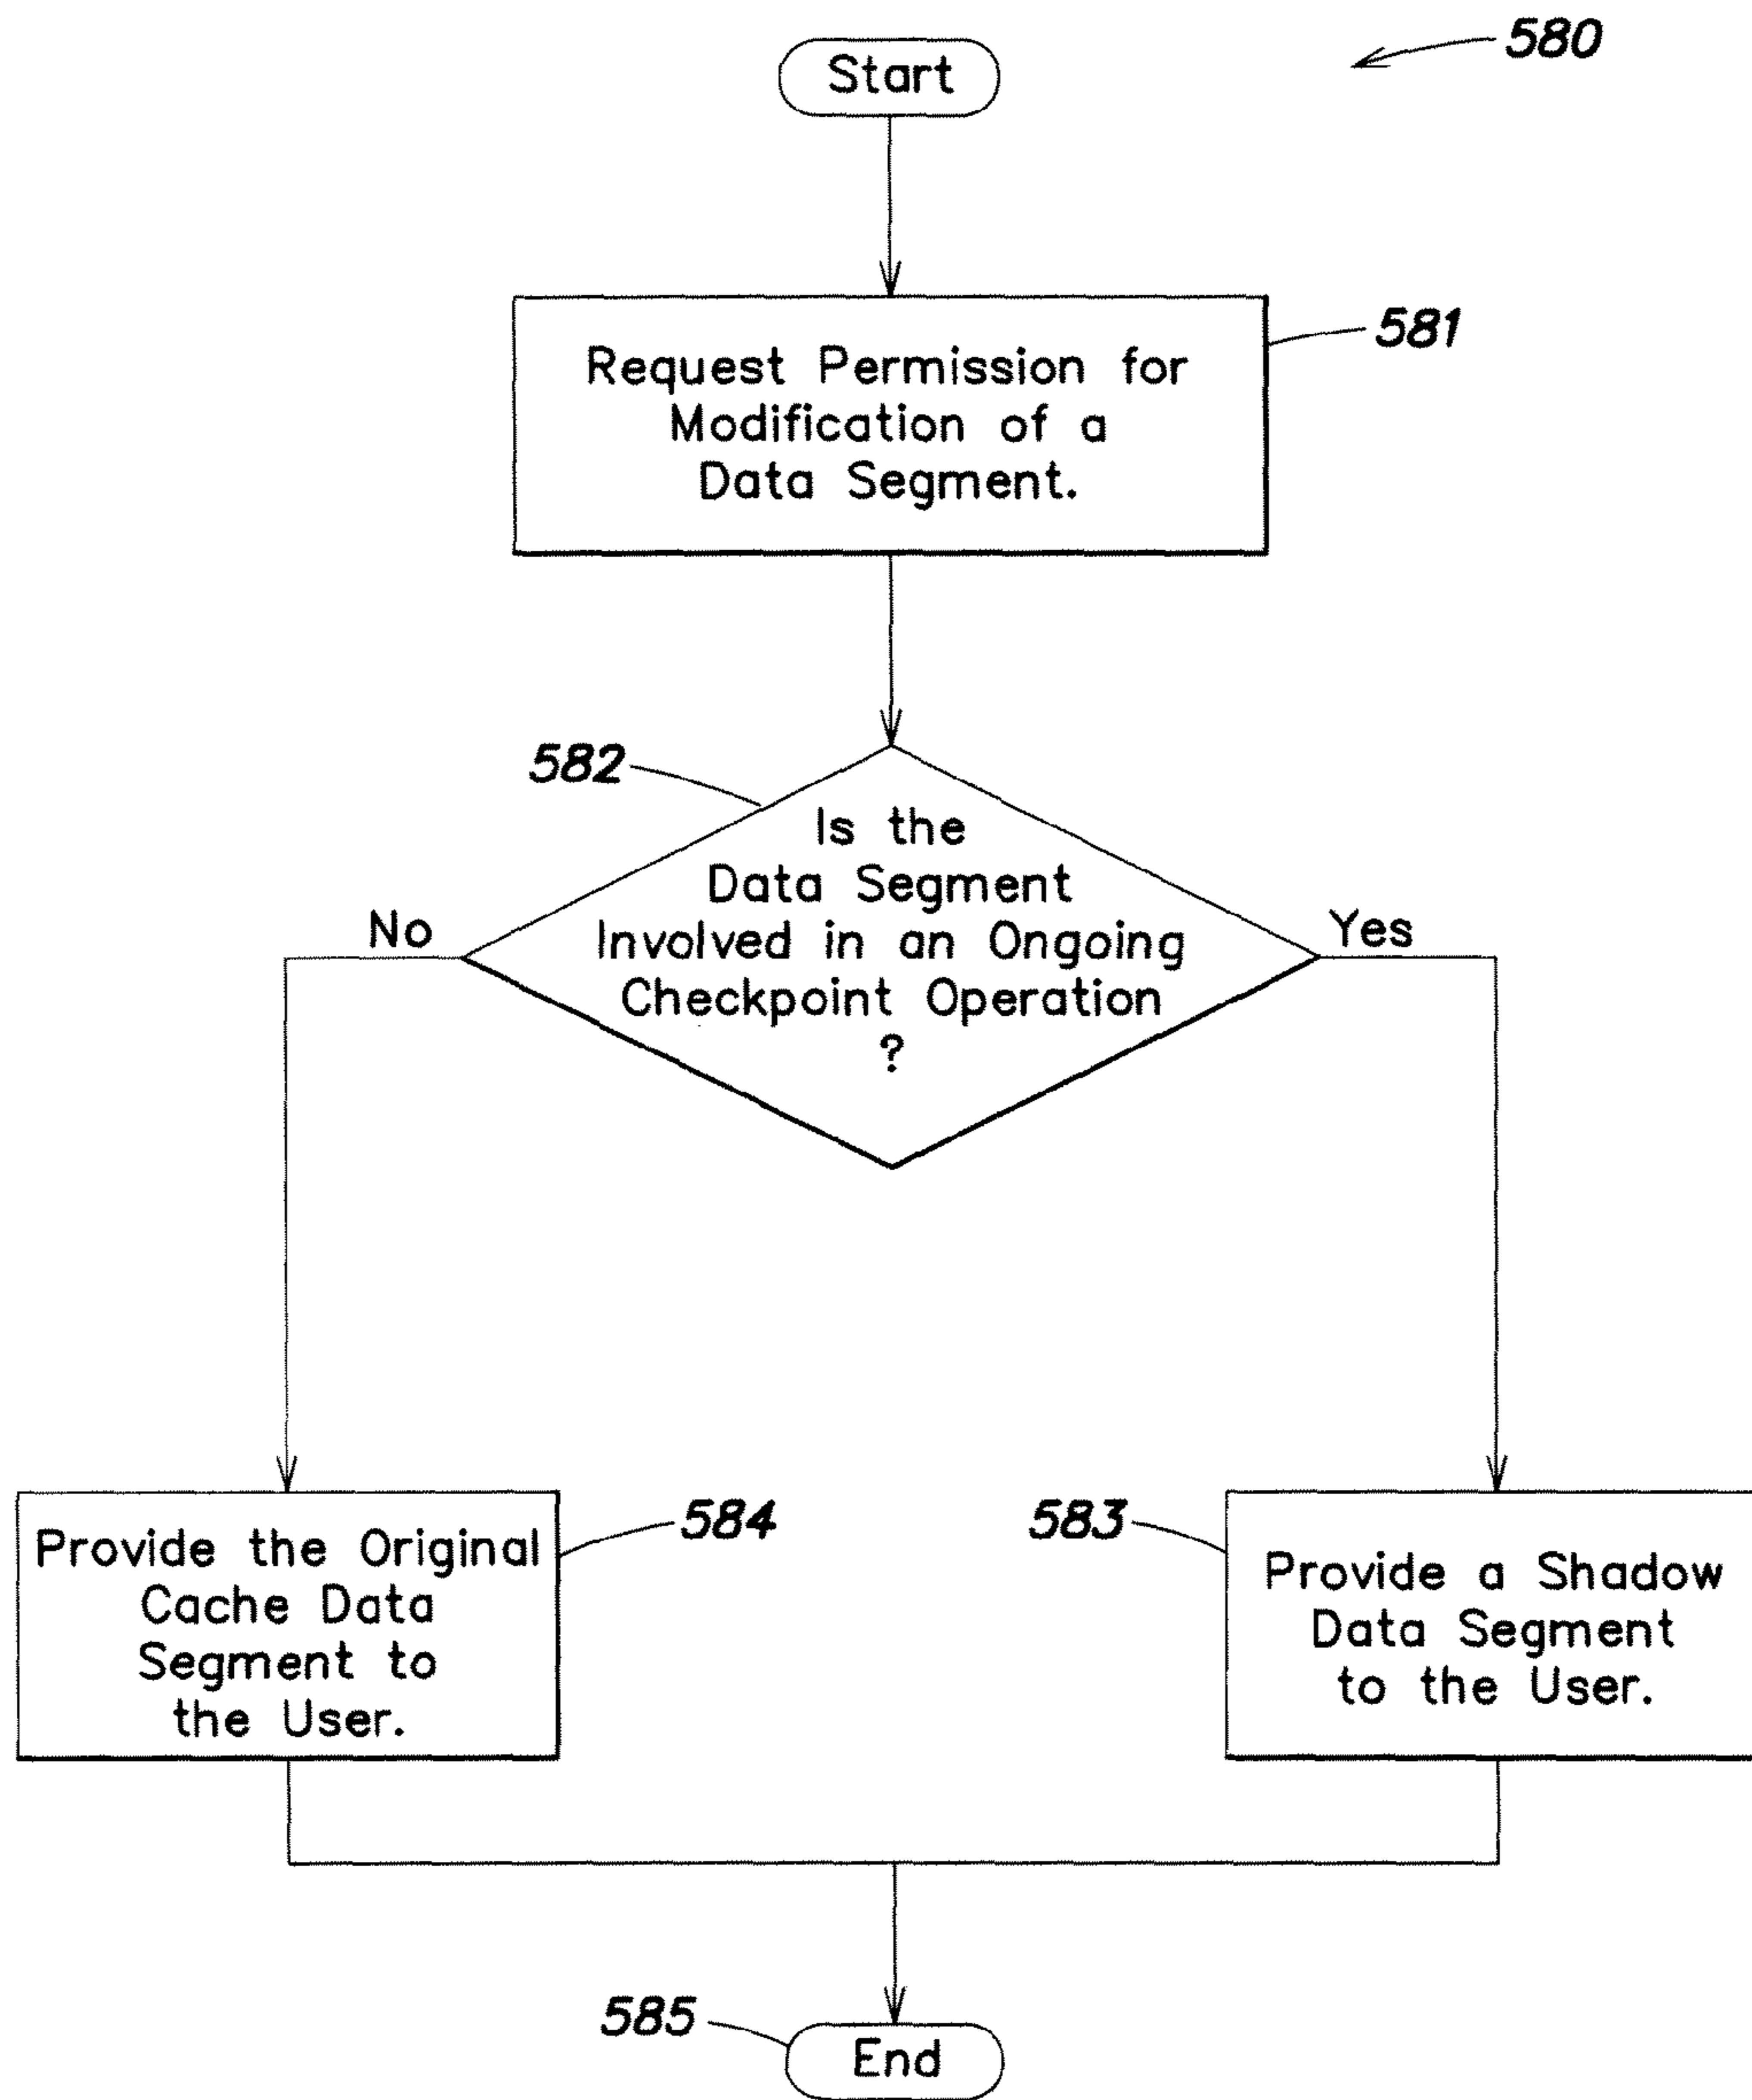 580
Start
581
Request Permission for
Modification of a
Data Segment.
582
Is the
Data Segment
Involved in an Ongoing
Checkpoint Operation
?
No
Yes
584
Provide the Original
Cache Data
Segment to
the User.
583
Provide a Shadow
Data Segment
to the User.
585
End